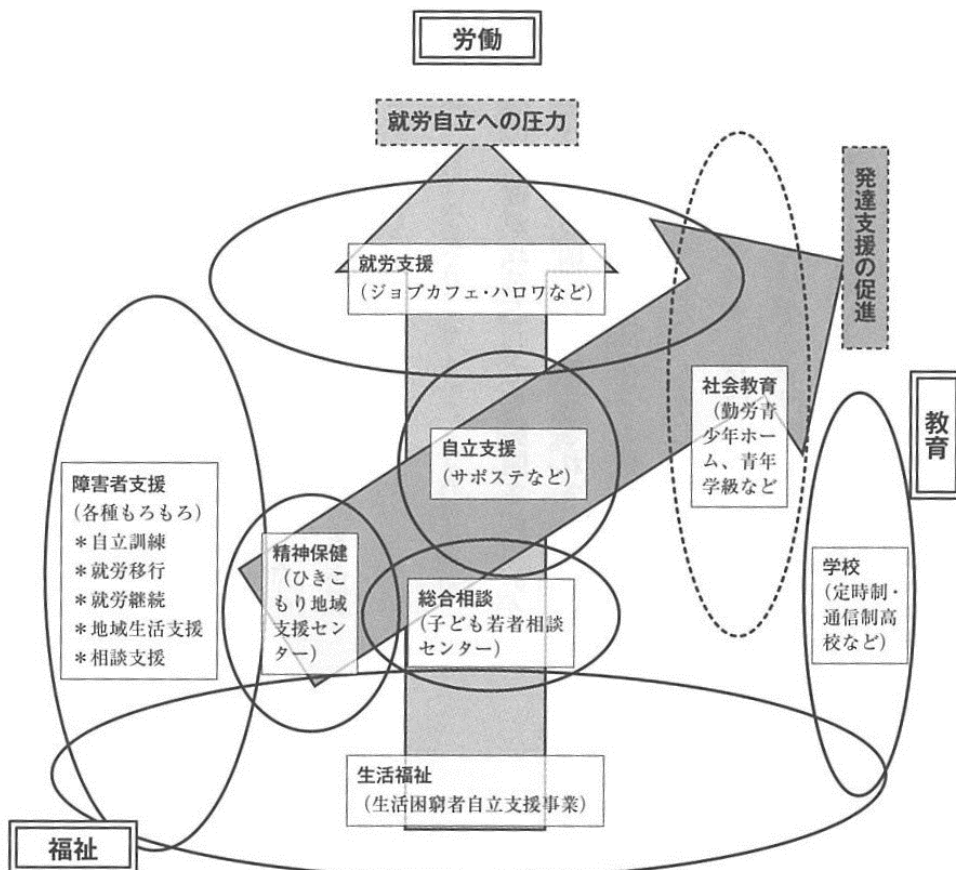 労働
就労自立への圧力
発達支援の促進
就労支援
（ジョブカフェ・ハロワなど）
社会教育
（勤労青
少年ホー
ム、青年
学級など
教育
自立支援
（サポステなど）
障害者支援
（各種もろもろ）
＊自立訓練
＊就労移行
＊就労継続
＊地域生活支援
＊相談支援
精神保健
（ひきこ
もり地域
支援セン
ター）
総合相談
（子ども若者相談
センター）
学校
（定時制・
通信制高
校など）
生活福祉
（生活困窮者自立支援事業）
福祉